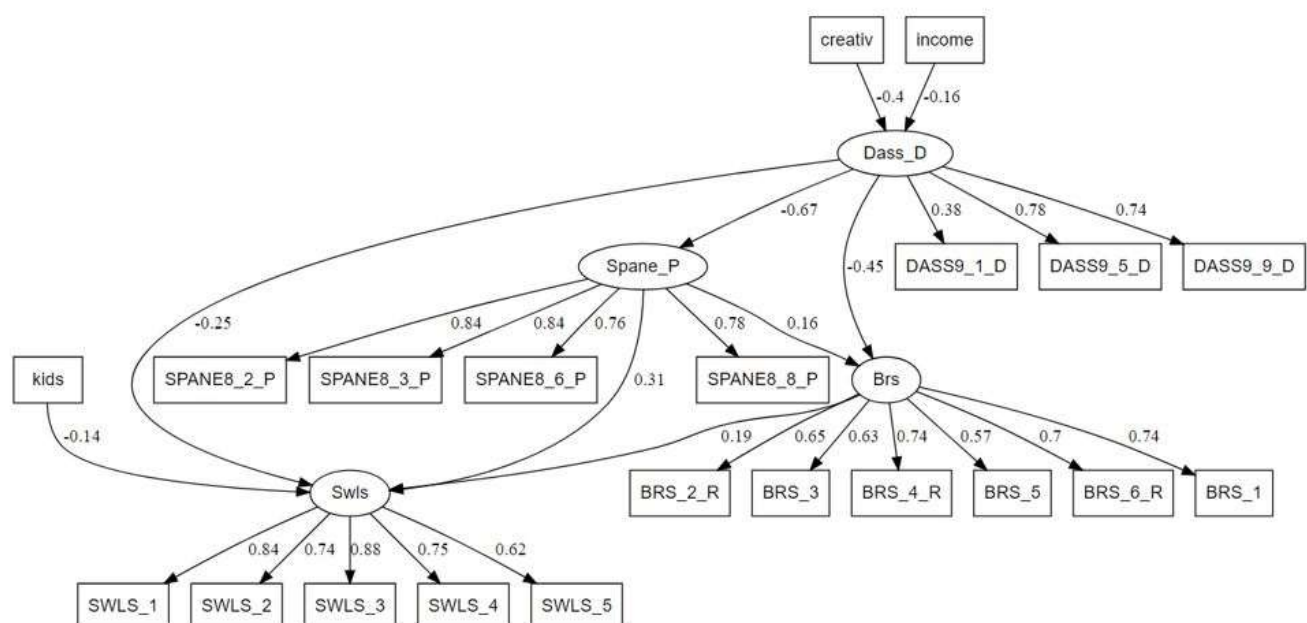 creativ income
-0.4 -0.16
Dass_D
-0.67 0.38 0.78 0.74
Spane_P -0.45 DASS9_1_D DASS9_5_D DASS9_9_D
-0.25 0.84 0.84 0.76 0.78 0.16
kids SPANE8_2_P SPANE8_3_P SPANE8_6_P SPANE8_8_P Brs
0.31
-0.14 0.19 0.65 0.63 0.74 0.57 0.7 0.74
Swls BRS_2_R BRS_3 BRS_4_R BRS_5 BRS_6_R BRS_1
0.84 0.74 0.88 0.75 0.62
SWLS_1 SWLS_2 SWLS_3 SWLS_4 SWLS_5